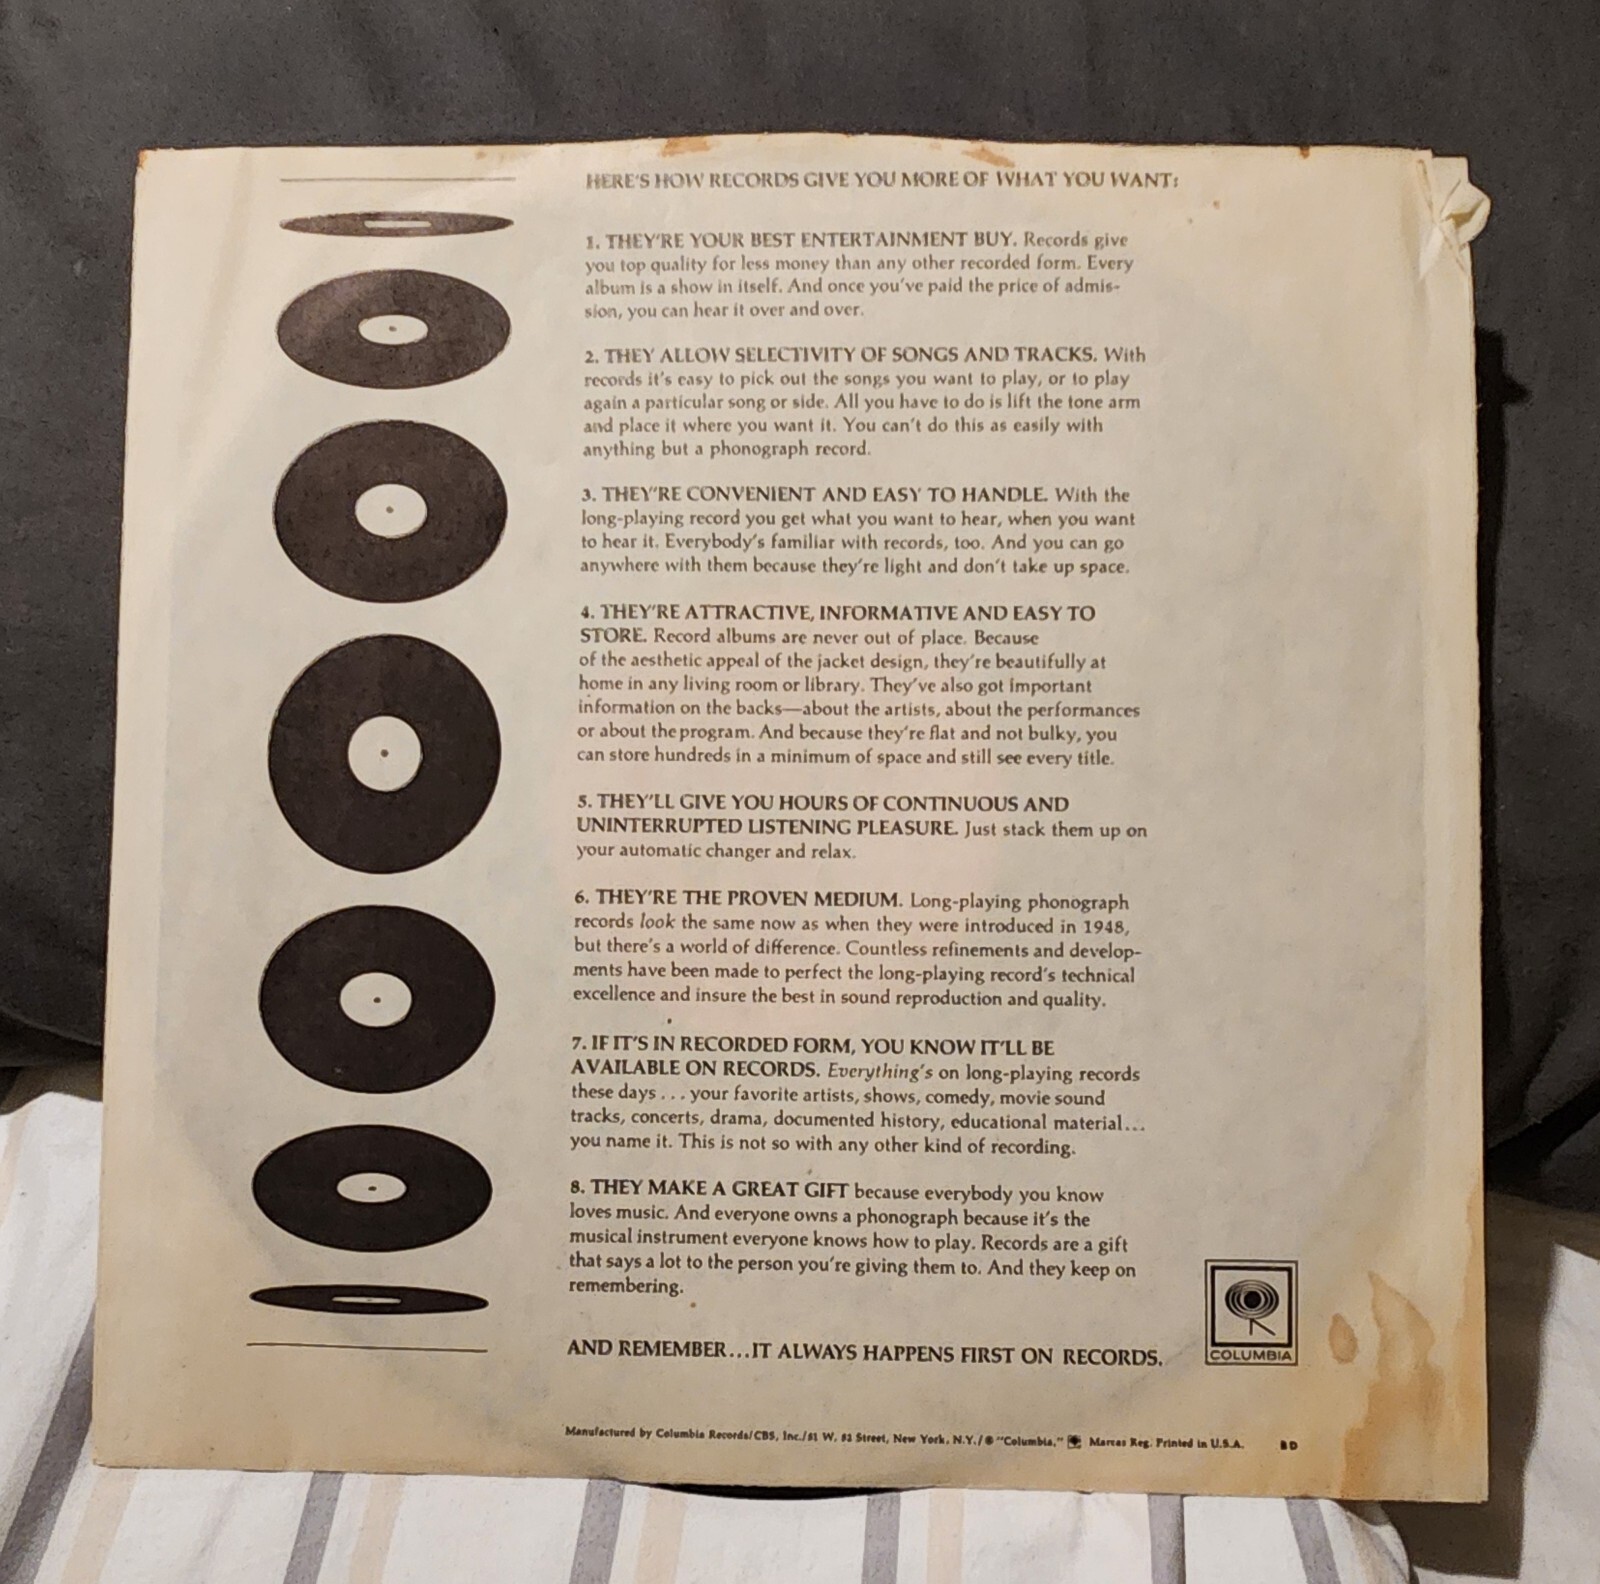 HERE'S HOW RECORDS GIVE YOU MORE OF WHAT YOU WANT:
1. THEY'RE YOUR BEST ENTERTAINMENT BUY. Records give
you top quality for less money than any other recorded form. Every
album is a show in itself. And once you've paid the price of admis-
sion, you can hear it over and over.
2. THEY ALLOW SELECTIVITY OF SONGS AND TRACKS. With
records it's easy to pick out the songs you want to play, or to play
again a particular song or side. All you have to do is lift the tone arm
and place it where you want it. You can't do this as easily with
anything but a phonograph record.
3. THEY'RE CONVENIENT AND EASY TO HANDLE. With the
long-playing record you get what you want to hear, when you want
to hear it. Everybody's familiar with records, too. And you can go
anywhere with them because they're light and don't take up space.
4. THEY'RE ATTRACTIVE, INFORMATIVE AND EASY TO
STORE. Record albums are never out of place. Because
of the aesthetic appeal of the jacket design, they're beautifully at
home in any living room or library. They've also got important
information on the backs—about the artists, about the performances
or about the program. And because they're flat and not bulky, you
can store hundreds in a minimum of space and still see every title.
5. THEY'LL GIVE YOU HOURS OF CONTINUOUS AND
UNINTERRUPTED LISTENING PLEASURE. Just stack them up on
your automatic changer and relax.
6. THEY'RE THE PROVEN MEDIUM. Long-playing phonograph
records look the same now as when they were introduced in 1948,
but there's a world of difference. Countless refinements and develop-
ments have been made to perfect the long-playing record's technical
excellence and insure the best in sound reproduction and quality.
7. IF IT'S IN RECORDED FORM, YOU KNOW IT'LL BE
AVAILABLE ON RECORDS. Everything's on long-playing records
these days . . . your favorite artists, shows, comedy, movie sound
tracks, concerts, drama, documented history, educational material...
you name it. This is not so with any other kind of recording.
8. THEY MAKE A GREAT GIFT because everybody you know
loves music. And everyone owns a phonograph because it's the
musical instrument everyone knows how to play. Records are a gift
that says a lot to the person you're giving them to. And they keep on
remembering.
AND REMEMBER...IT ALWAYS HAPPENS FIRST ON RECORDS.
COLUMBIA
Manufactured by Columbia Records/CBS, Inc./51 W. 52 Street, New York, N.Y./® "Columbia," Marcas Reg. Printed in U.S.A. BD